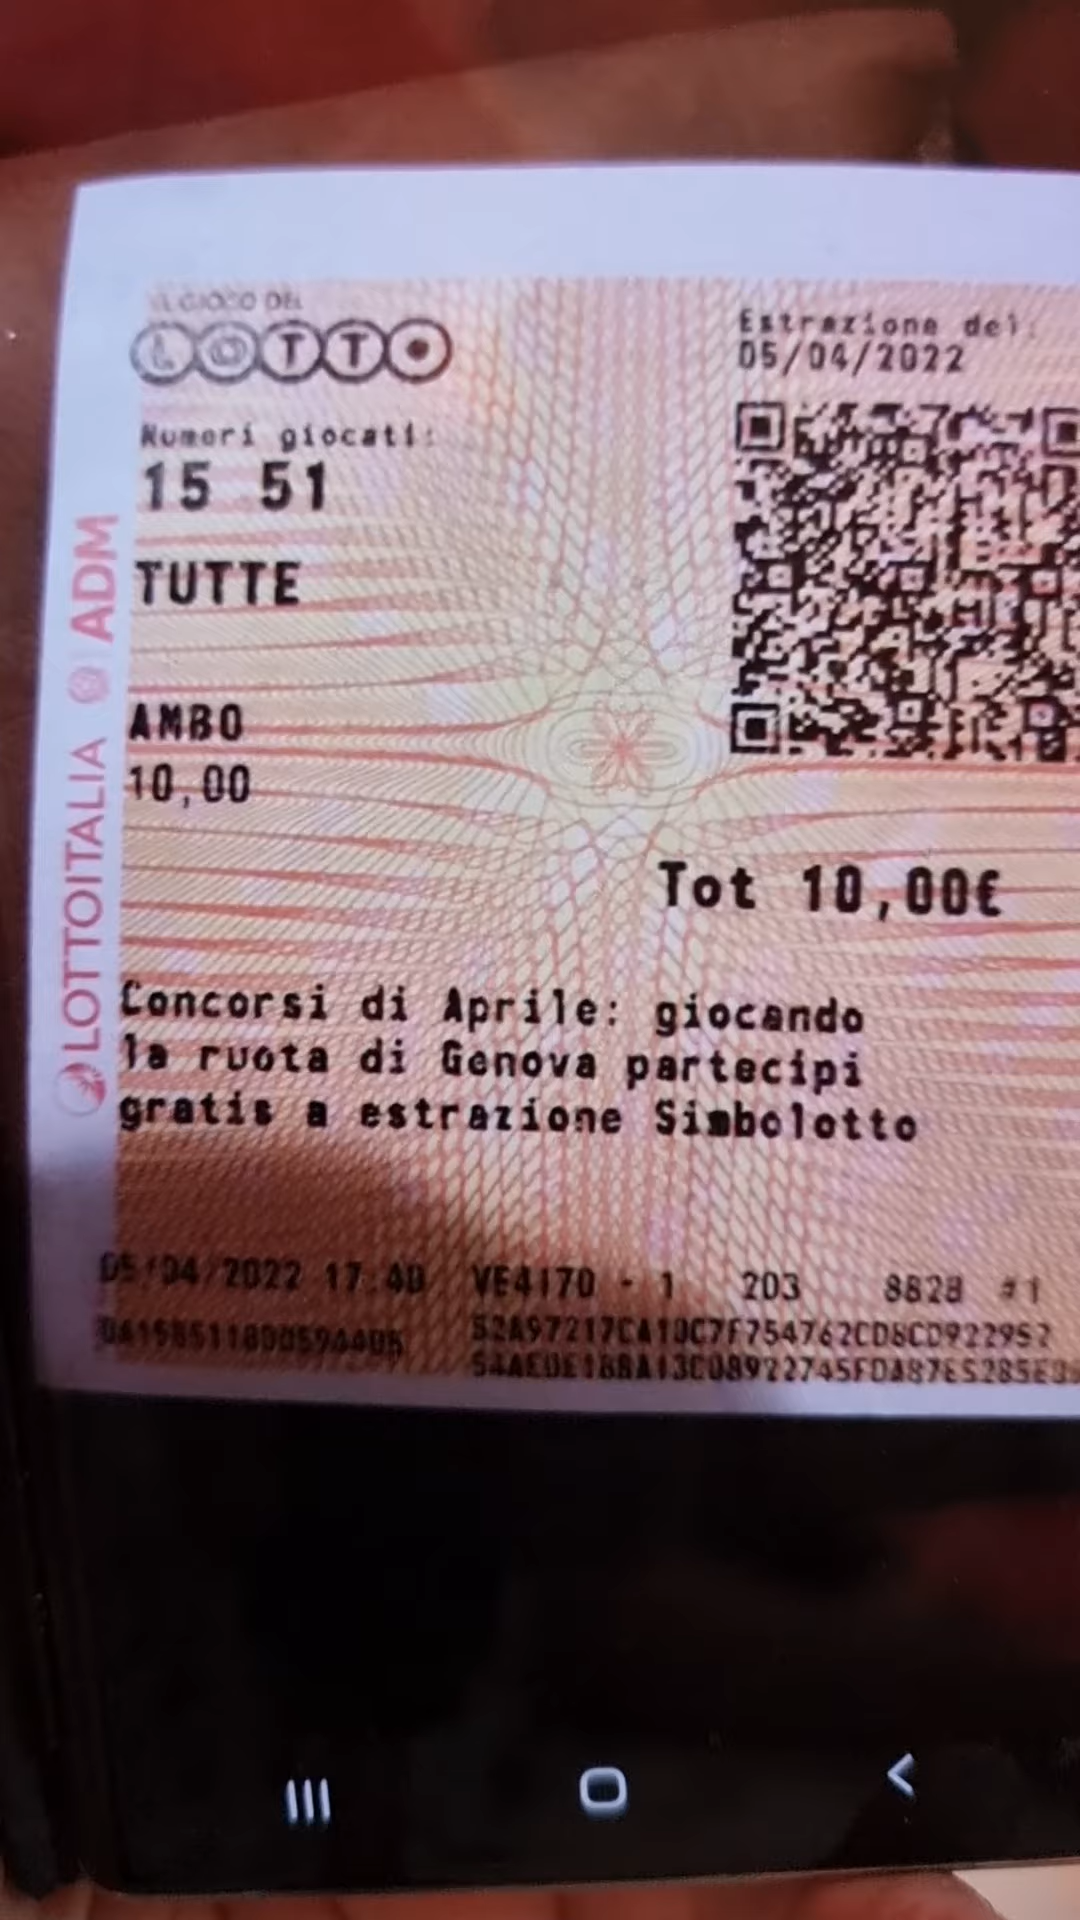 IL GIOCO DEL
LOTTO
Estrazione del:
05/04/2022
Numeri giocati:
15 51
TUTTE
AMBO
10,00
Tot 10,00€
Concorsi di Aprile: giocando
la ruota di Genova partecipi
gratis a estrazione Simbolotto
05/04/2022 17:40 VE4170 - 1 203 8828 #1
LOTTOITALIA ADM